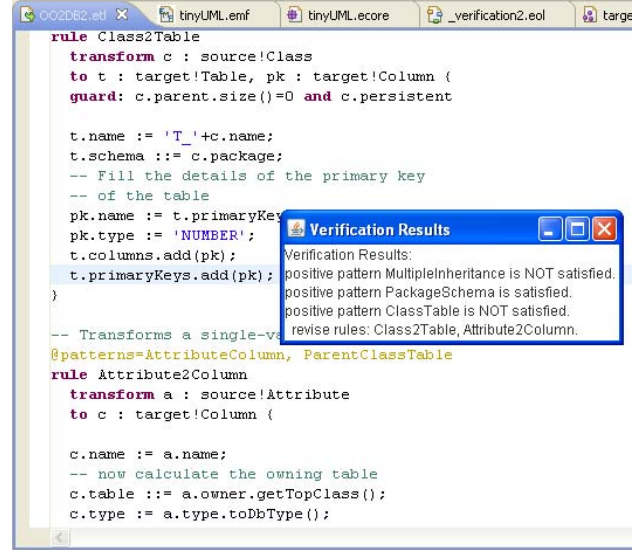 OO2DB2.etl tinyUML.emf tinyUML.ecore _verification2.eol targe
rule Class2Table
transform c : source!Class
to t : target!Table, pk : target!Column {
guard: c.parent.size()=0 and c.persistent
t.name := 'T_'+c.name;
t.schema ::= c.package;
-- Fill the details of the primary key
-- of the table
pk.name := t.primaryKey
pk.type := 'NUMBER';
t.columns.add(pk);
t.primaryKeys.add(pk);
}
Verification Results
Verification Results:
positive pattern MultipleInheritance is NOT satisfied.
positive pattern PackageSchema is satisfied.
positive pattern ClassTable is NOT satisfied.
revise rules: Class2Table, Attribute2Column.
-- Transforms a single-va
@patterns=AttributeColumn, ParentClassTable
rule Attribute2Column
transform a : source!Attribute
to c : target!Column {
c.name := a.name;
-- now calculate the owning table
c.table ::= a.owner.getTopClass();
c.type := a.type.toDbType();